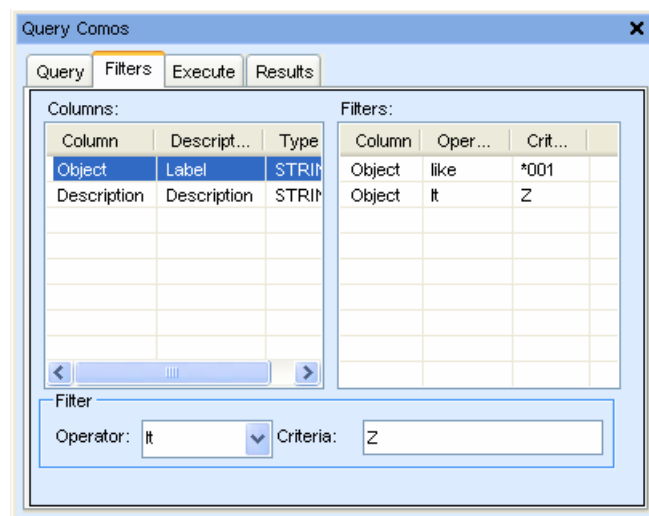 Query Comos
Query Filters Execute Results
Columns: Filters:
Column Descript... Type Column Oper... Crit...
Object Label STRIN Object like *001
Description Description STRIN Object lt Z
Filter
Operator: lt Criteria: Z